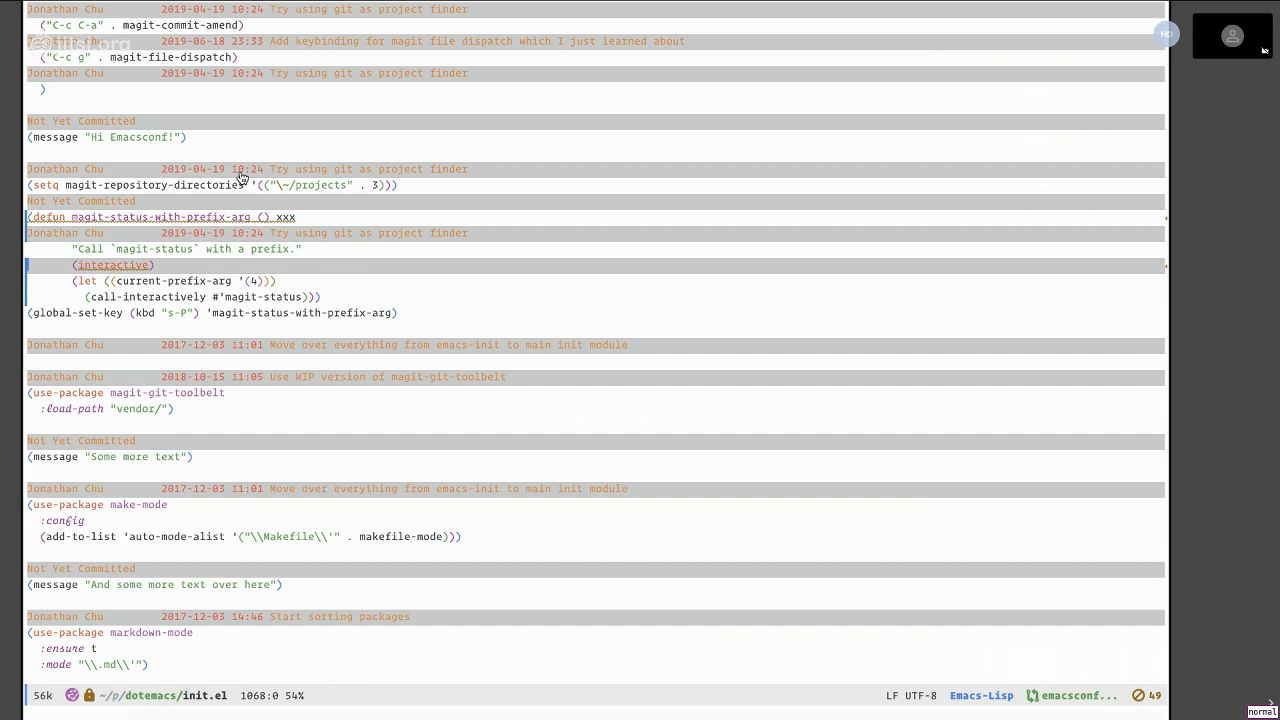 Jonathan Chu         2019-04-19 10:24 Try using git as project finder
("C-c C-a" . magit-commit-amend)
2019-06-18 23:33 Add keybinding for magit file dispatch which I just learned about
("C-c g" . magit-file-dispatch)
Jonathan Chu         2019-04-19 10:24 Try using git as project finder
)
Not Yet Committed
(message "Hi Emacsconf!")
Jonathan Chu         2019-04-19 10:24 Try using git as project finder
(setq magit-repository-directories '(("\~/projects" . 3)))
Not Yet Committed
(defun magit-status-with-prefix-arg () xxx
Jonathan Chu         2019-04-19 10:24 Try using git as project finder
"Call `magit-status` with a prefix."
(interactive)
(let ((current-prefix-arg '(4)))
(call-interactively #'magit-status)))
(global-set-key (kbd "s-P") 'magit-status-with-prefix-arg)
Jonathan Chu         2017-12-03 11:01 Move over everything from emacs-init to main init module
Jonathan Chu         2018-10-15 11:05 Use WIP version of magit-git-toolbelt
(use-package magit-git-toolbelt
:load-path "vendor/")
Not Yet Committed
(message "Some more text")
Jonathan Chu         2017-12-03 11:01 Move over everything from emacs-init to main init module
(use-package make-mode
:config
(add-to-list 'auto-mode-alist '("\\Makefile\\'" . makefile-mode)))
Not Yet Committed
(message "And some more text over here")
Jonathan Chu         2017-12-03 14:46 Start sorting packages
(use-package markdown-mode
:ensure t
:mode "\\.md\\'")
56k ~/p/dotemacs/init.el 1068:0 54% LF UTF-8 Emacs-Lisp emacsconf... 49
normal
HD